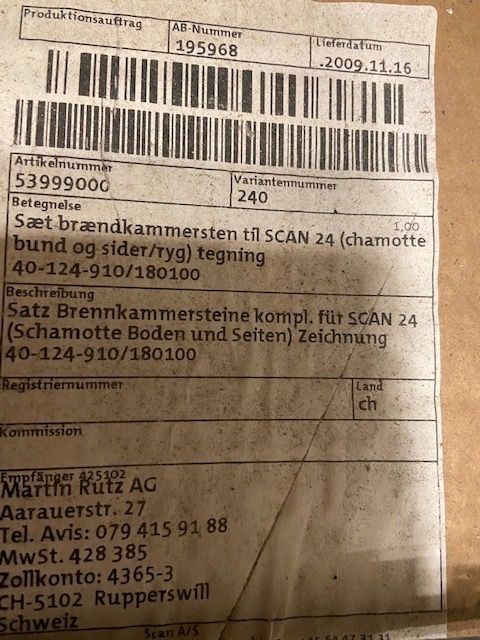 Produktionsauftrag
AB-Nummer
195968
Lieferdatum
.2009.11.16
Artikelnummer
53999000
Variantennummer
240
Betegnelse
1,00
Sæt brændkammersten til SCAN 24 (chamotte
bund og sider/ryg) tegning
40-124-910/180100
Beschreibung
Satz Brennkammersteine kompl. für SCAN 24
(Schamotte Boden und Seiten) Zeichnung
40-124-910/180100
Registriernummer
Land
ch
Kommission
Empfänger 425102
Martin Rutz AG
Aarauerstr. 27
Tel. Avis: 079 415 91 88
MwSt. 428 385
Zollkonto: 4365-3
CH-5102 Rupperswill
Schweiz
Scan A/S